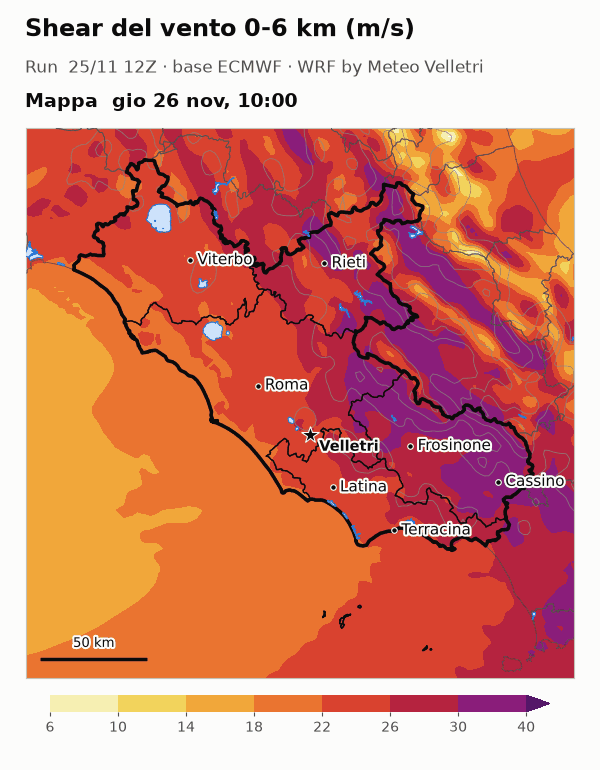 Shear del vento 0-6 km (m/s)
Run  25/11 12Z · base ECMWF · WRF by Meteo Velletri
Mappa  gio 26 nov, 10:00
Viterbo
Rieti
Roma
Velletri
Frosinone
Cassino
Latina
Terracina
50 km
6 10 14 18 22 26 30 40